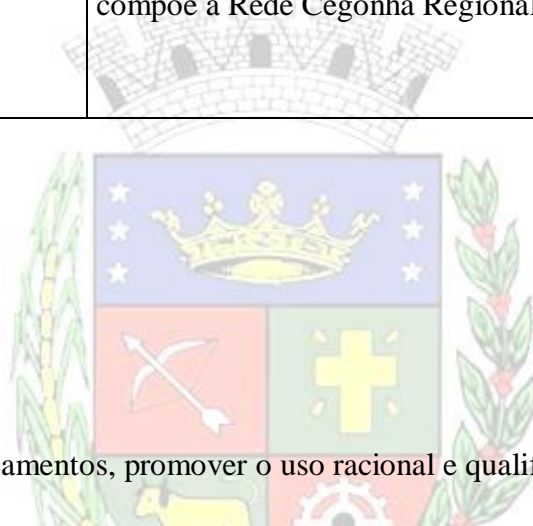 compõe a Rede Cegonha Regional
amentos, promover o uso racional e qualif